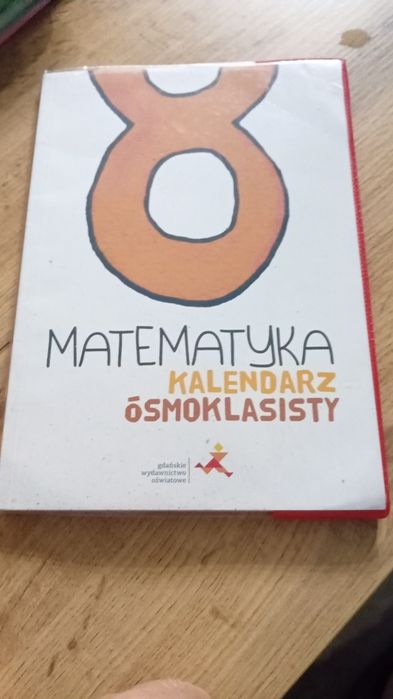 8
MATEMATYKA
KALENDARZ
ÓSMOKLASISTY
gdańskie
wydawnictwo
oświatowe